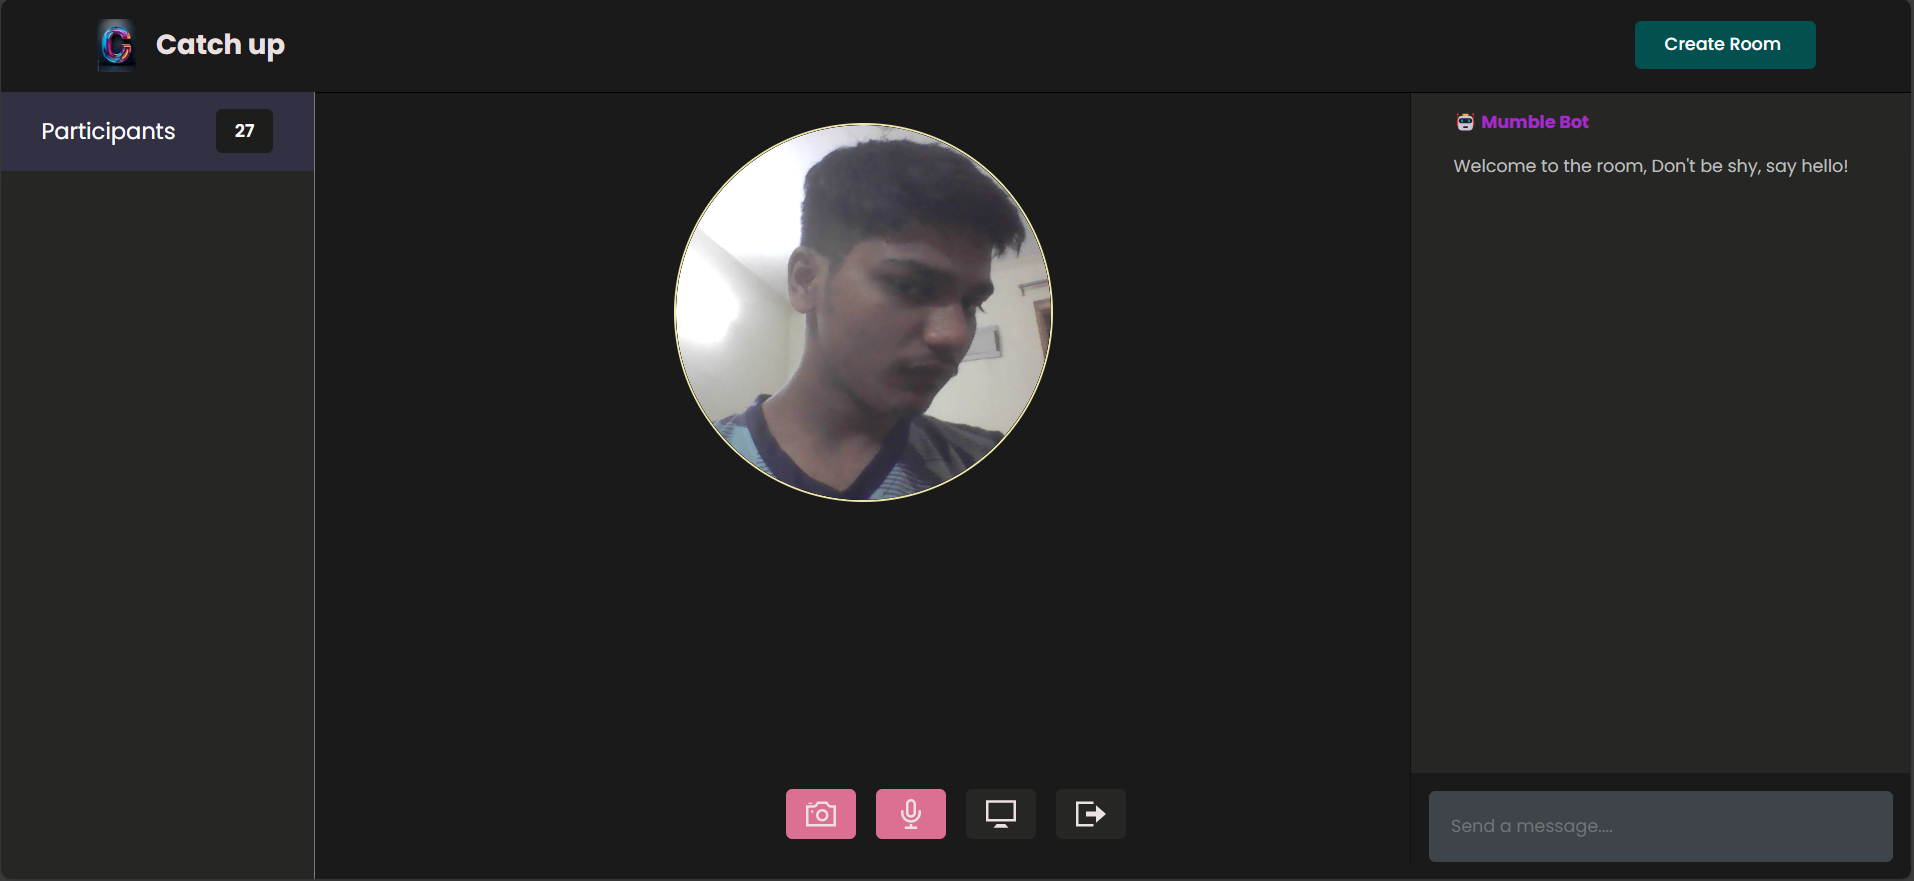 Catch up
Create Room
Participants
27
Mumble Bot
Welcome to the room, Don't be shy, say hello!
Send a message....